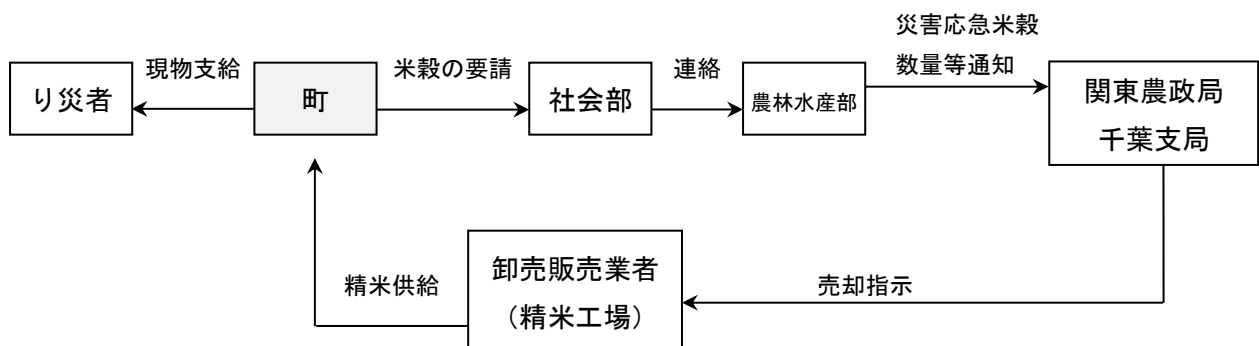 災害応急米穀
数量等通知
現物支給
米穀の要請
連絡
り災者
町
社会部
農林水産部
関東農政局
千葉支局
精米供給
卸売販売業者
（精米工場）
売却指示